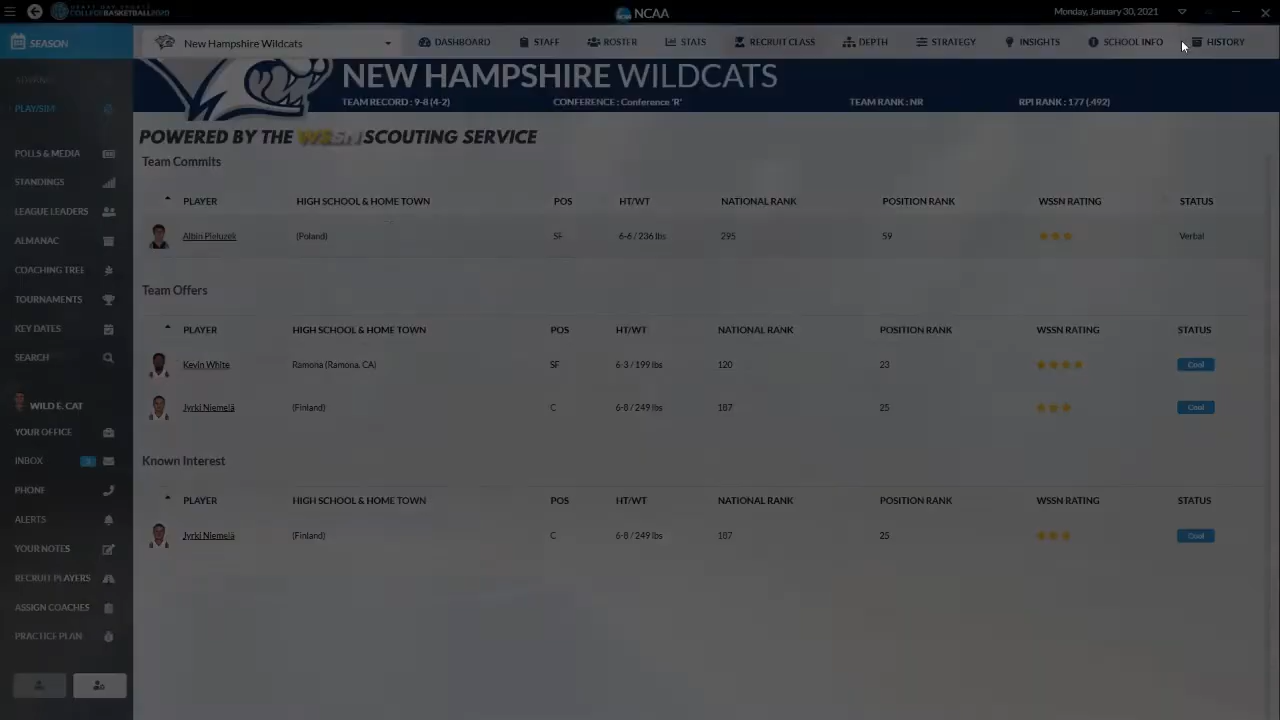 DRAFT DAY SPORTS
COLLEGE BASKETBALL 2020
NCAA
Monday, January 30, 2021
SEASON
New Hampshire Wildcats
DASHBOARD
STAFF
ROSTER
STATS
RECRUIT CLASS
DEPTH
STRATEGY
INSIGHTS
SCHOOL INFO
HISTORY
PLAY/SIM
POLLS & MEDIA
STANDINGS
LEAGUE LEADERS
ALMANAC
COACHING TREE
TOURNAMENTS
KEY DATES
SEARCH
WILD E. CAT
YOUR OFFICE
INBOX 3
PHONE
ALERTS
YOUR NOTES
RECRUIT PLAYERS
ASSIGN COACHES
PRACTICE PLAN
NEW HAMPSHIRE WILDCATS
TEAM RECORD : 9-8 (4-2) CONFERENCE : Conference 'R' TEAM RANK : NR RPI RANK : 177 (.492)
POWERED BY THE WSSN SCOUTING SERVICE
Team Commits
PLAYER HIGH SCHOOL & HOME TOWN POS HT/WT NATIONAL RANK POSITION RANK WSSN RATING STATUS
Albin Pieluzek (Poland) SF 6-6 / 236 lbs 295 59 Verbal
Team Offers
PLAYER HIGH SCHOOL & HOME TOWN POS HT/WT NATIONAL RANK POSITION RANK WSSN RATING STATUS
Kevin White Ramona (Ramona, CA) SF 6-3 / 199 lbs 120 23 Cool
Jyrki Niemelä (Finland) C 6-8 / 249 lbs 187 25 Cool
Known Interest
PLAYER HIGH SCHOOL & HOME TOWN POS HT/WT NATIONAL RANK POSITION RANK WSSN RATING STATUS
Jyrki Niemelä (Finland) C 6-8 / 249 lbs 187 25 Cool